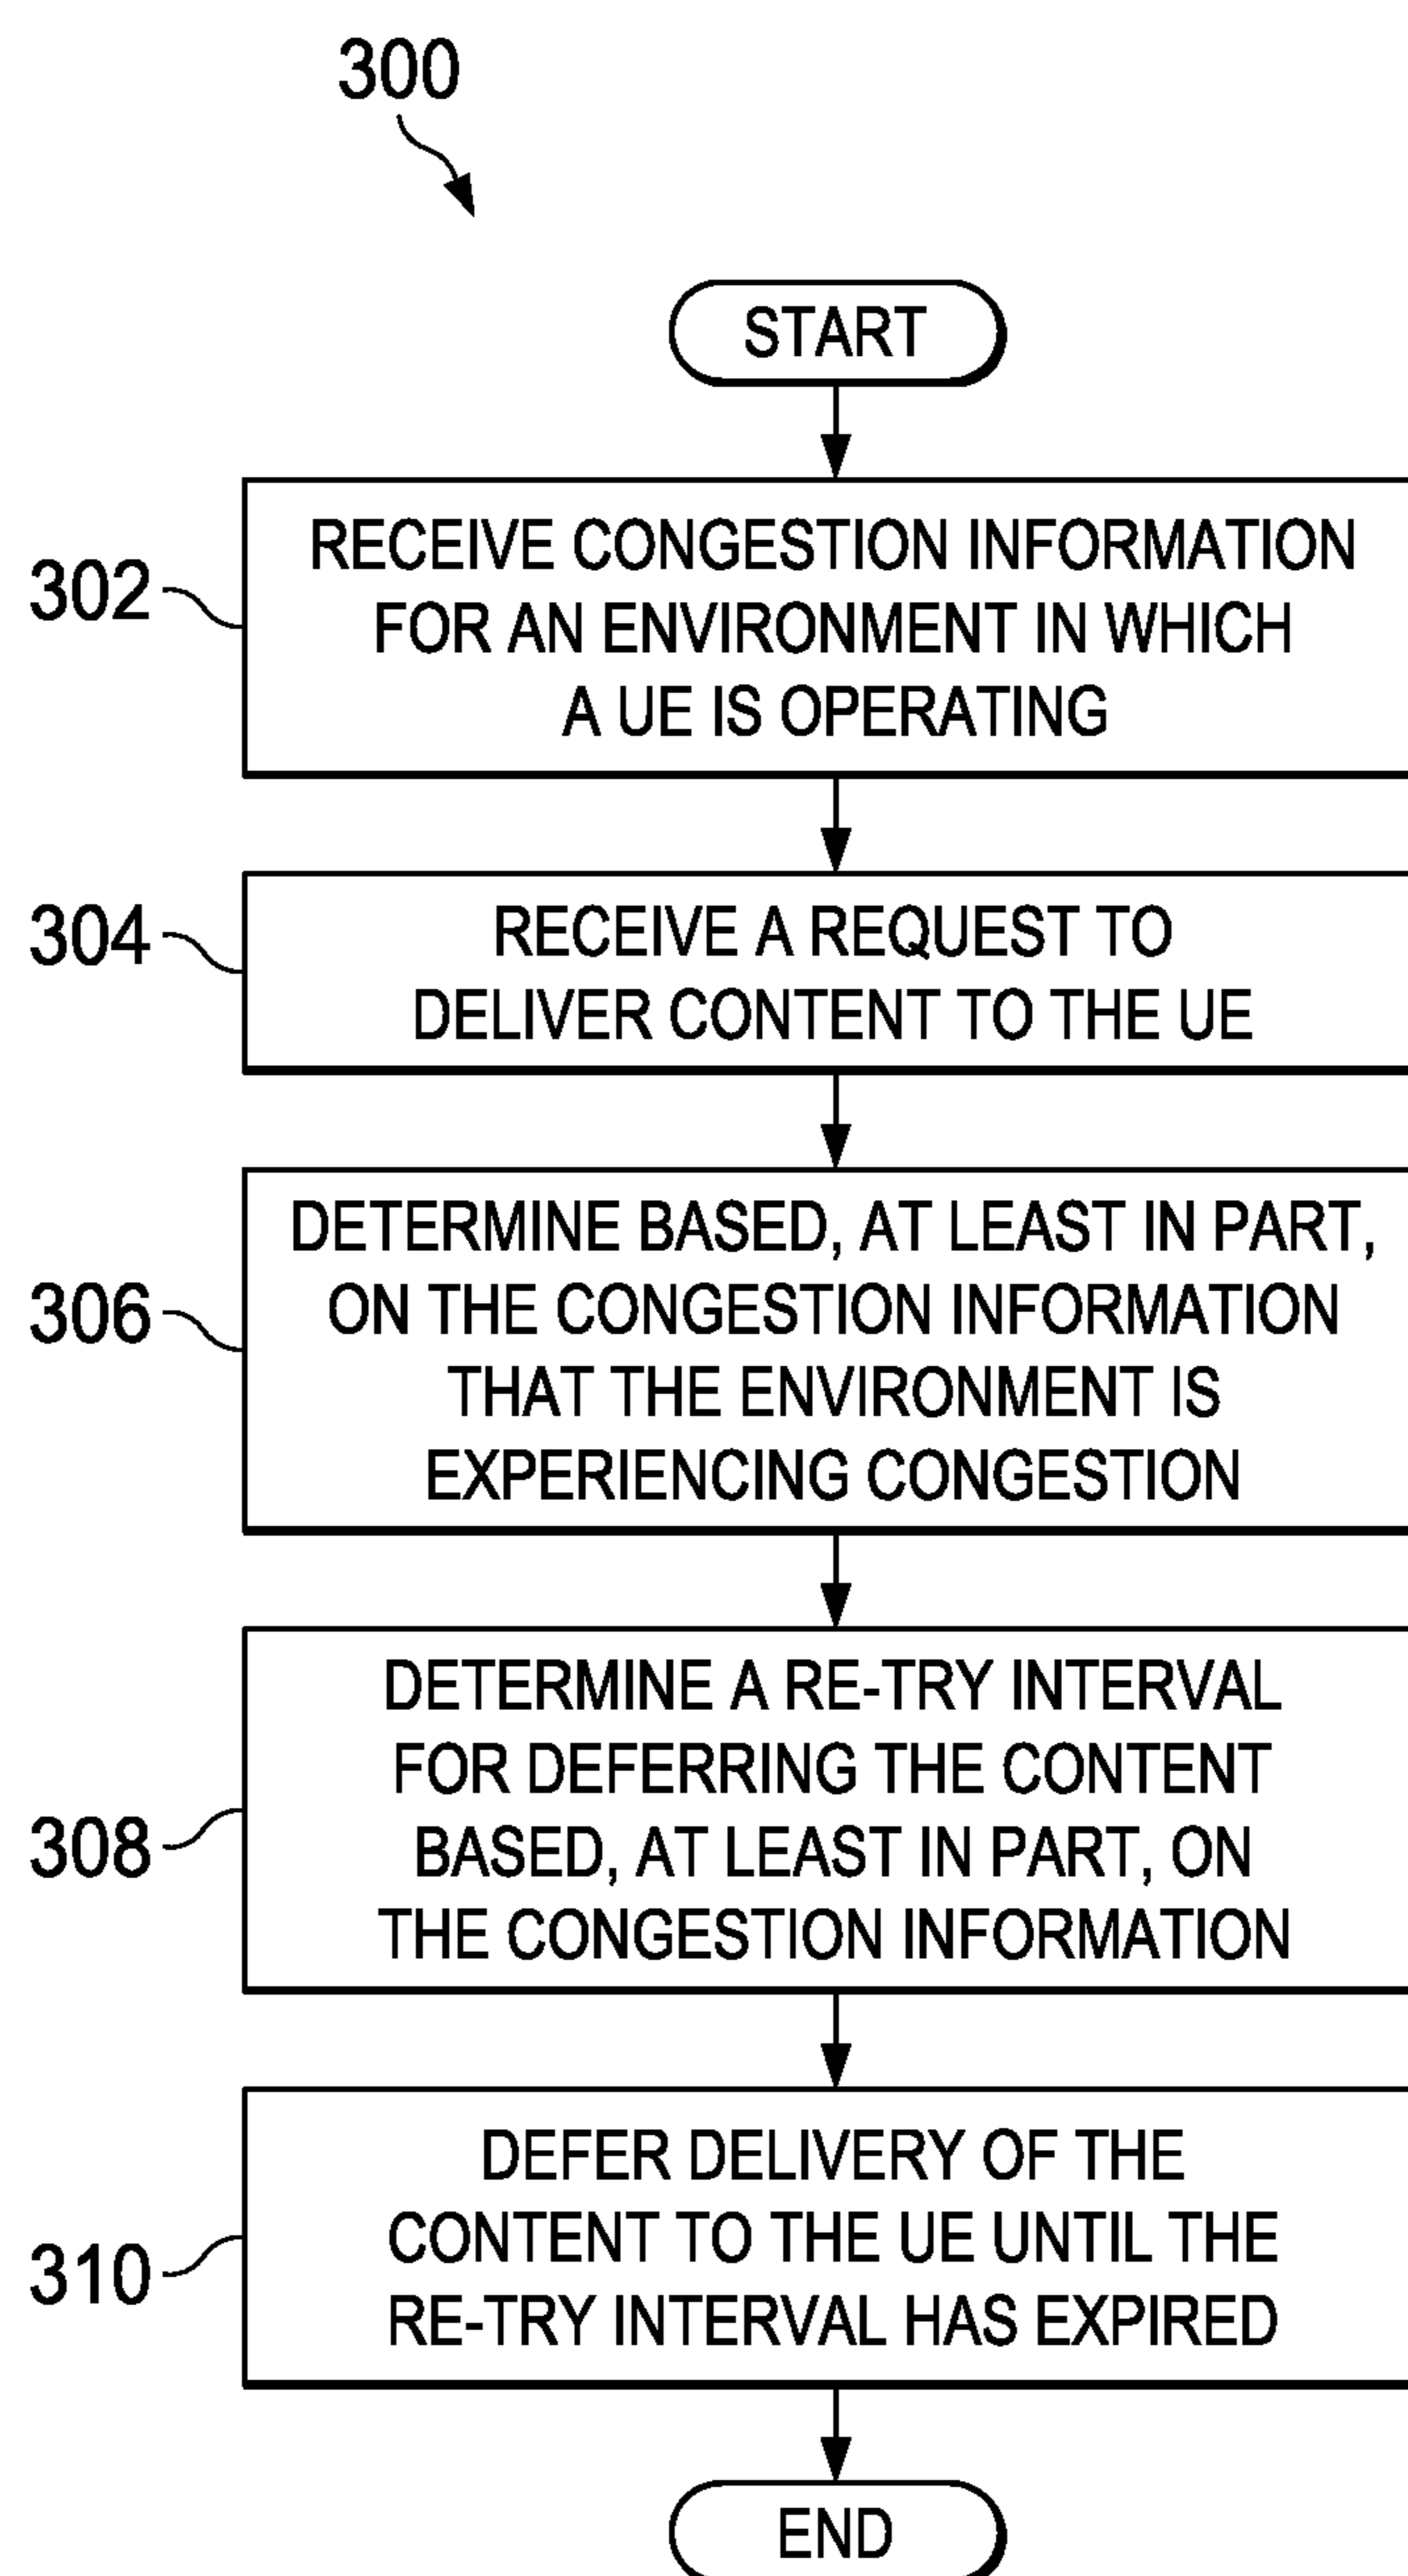 300
START
302
RECEIVE CONGESTION INFORMATION
FOR AN ENVIRONMENT IN WHICH
A UE IS OPERATING
304
RECEIVE A REQUEST TO
DELIVER CONTENT TO THE UE
306
DETERMINE BASED, AT LEAST IN PART,
ON THE CONGESTION INFORMATION
THAT THE ENVIRONMENT IS
EXPERIENCING CONGESTION
308
DETERMINE A RE-TRY INTERVAL
FOR DEFERRING THE CONTENT
BASED, AT LEAST IN PART, ON
THE CONGESTION INFORMATION
310
DEFER DELIVERY OF THE
CONTENT TO THE UE UNTIL THE
RE-TRY INTERVAL HAS EXPIRED
END